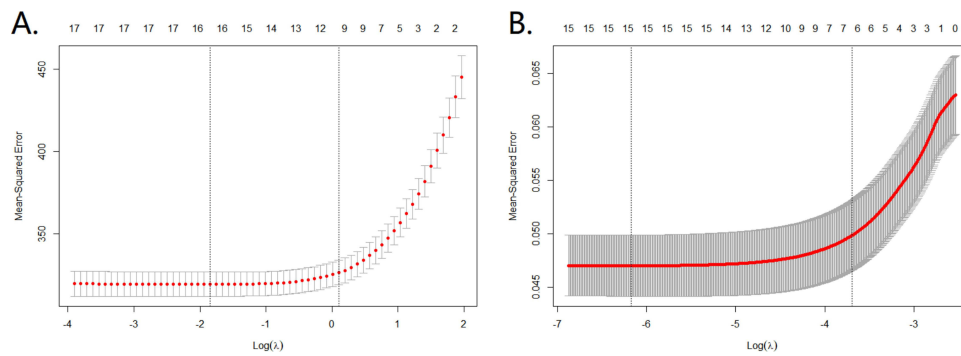 A.
17 17 17 17 17 16 16 15 14 13 12 9 9 7 5 3 2 2
Mean-Squared Error
450
400
350
-4 -3 -2 -1 0 1 2
Log(λ)
B.
15 15 15 15 15 15 15 15 14 13 12 10 9 9 7 6 6 4 3 3 1 0
Mean-Squared Error
0.065
0.060
0.055
0.050
0.045
-7 -6 -5 -4 -3
Log(λ)